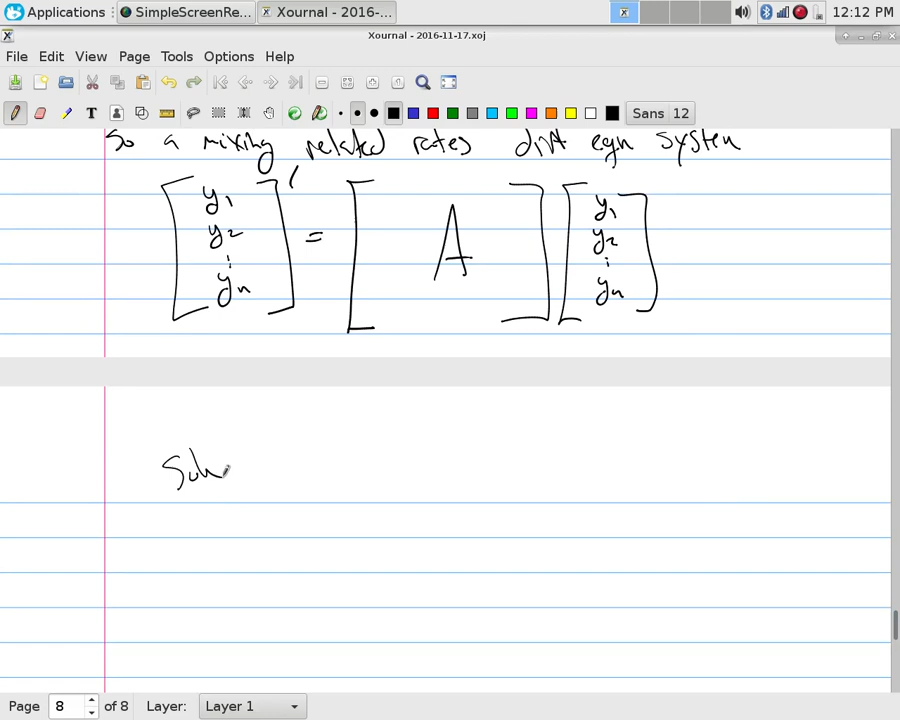 Applications SimpleScreenRe... Xournal - 2016-... 12:12 PM
Xournal - 2016-11-17.xoj
File Edit View Page Tools Options Help
T Sans 12
So a mixing related rates diff eqn system
[y1 y2 ⋮ yn]' = [A] [y1 y2 ⋮ yn]
Page 8 of 8 Layer: Layer 1